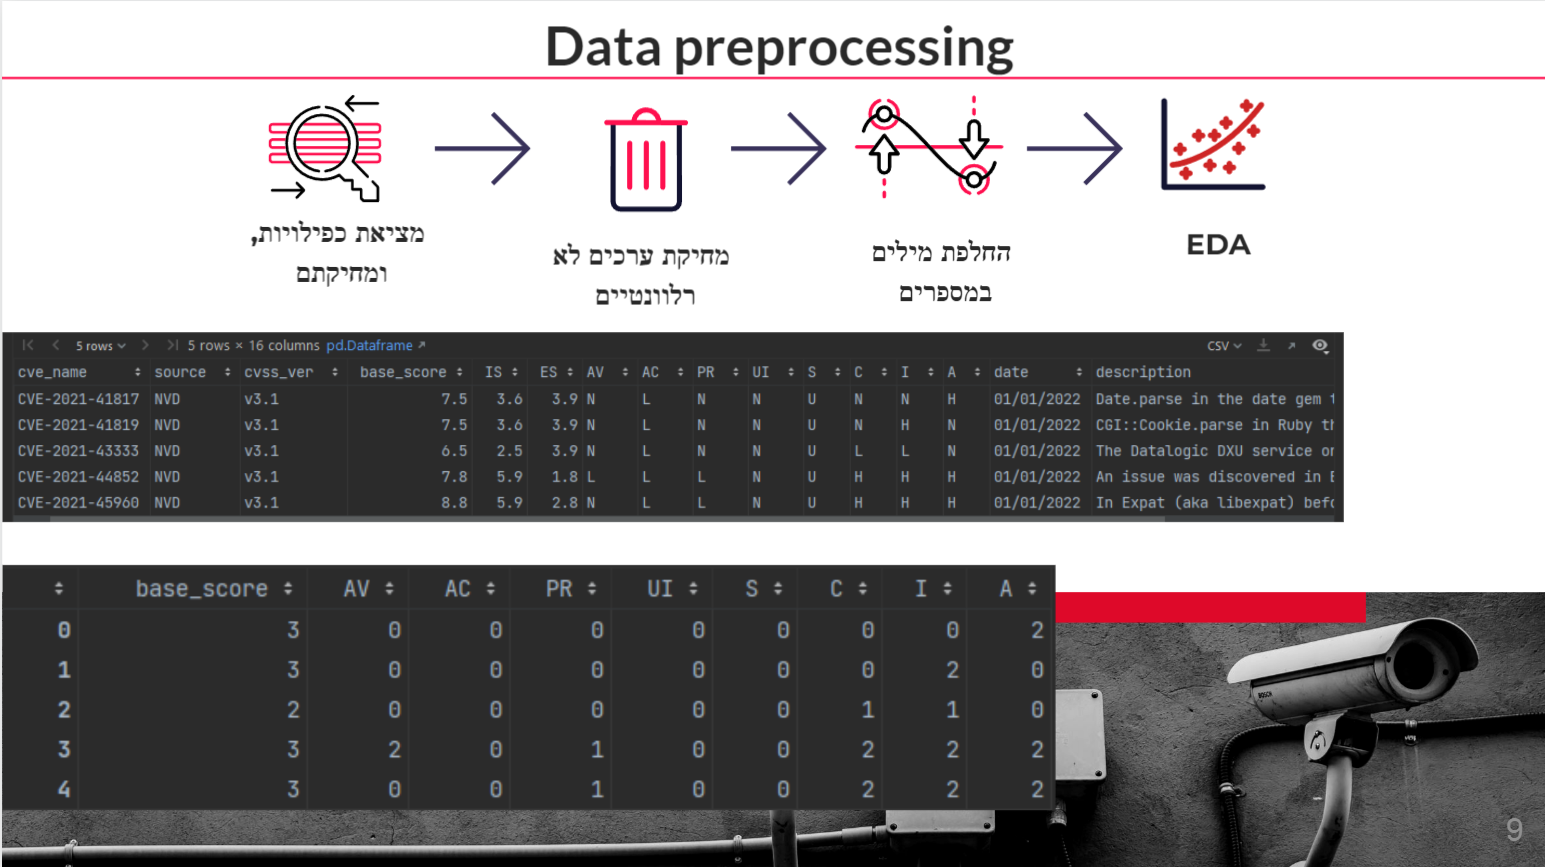 Data preprocessing
מציאת כפילויות,
ומחיקתם
מחיקת ערכים לא
רלוונטיים
החלפת מילים
במספרים
EDA
5 rows 5 rows × 16 columns pd.Dataframe CSV
cve_name source cvss_ver base_score IS ES AV AC PR UI S C I A date description
CVE-2021-41817 NVD v3.1 7.5 3.6 3.9 N L N N U N N H 01/01/2022 Date.parse in the date gem
CVE-2021-41819 NVD v3.1 7.5 3.6 3.9 N L N N U N H N 01/01/2022 CGI::Cookie.parse in Ruby
CVE-2021-43333 NVD v3.1 6.5 2.5 3.9 N L N N U L L N 01/01/2022 The Datalogic DXU service
CVE-2021-44852 NVD v3.1 7.8 5.9 1.8 L L L N U H H H 01/01/2022 An issue was discovered in
CVE-2021-45960 NVD v3.1 8.8 5.9 2.8 N L L N U H H H 01/01/2022 In Expat (aka libexpat)
base_score AV AC PR UI S C I A
0 3 0 0 0 0 0 0 0 2
1 3 0 0 0 0 0 0 2 0
2 2 0 0 0 0 0 1 1 0
3 3 2 0 1 0 0 2 2 2
4 3 0 0 1 0 0 2 2 2
BOSCH
9